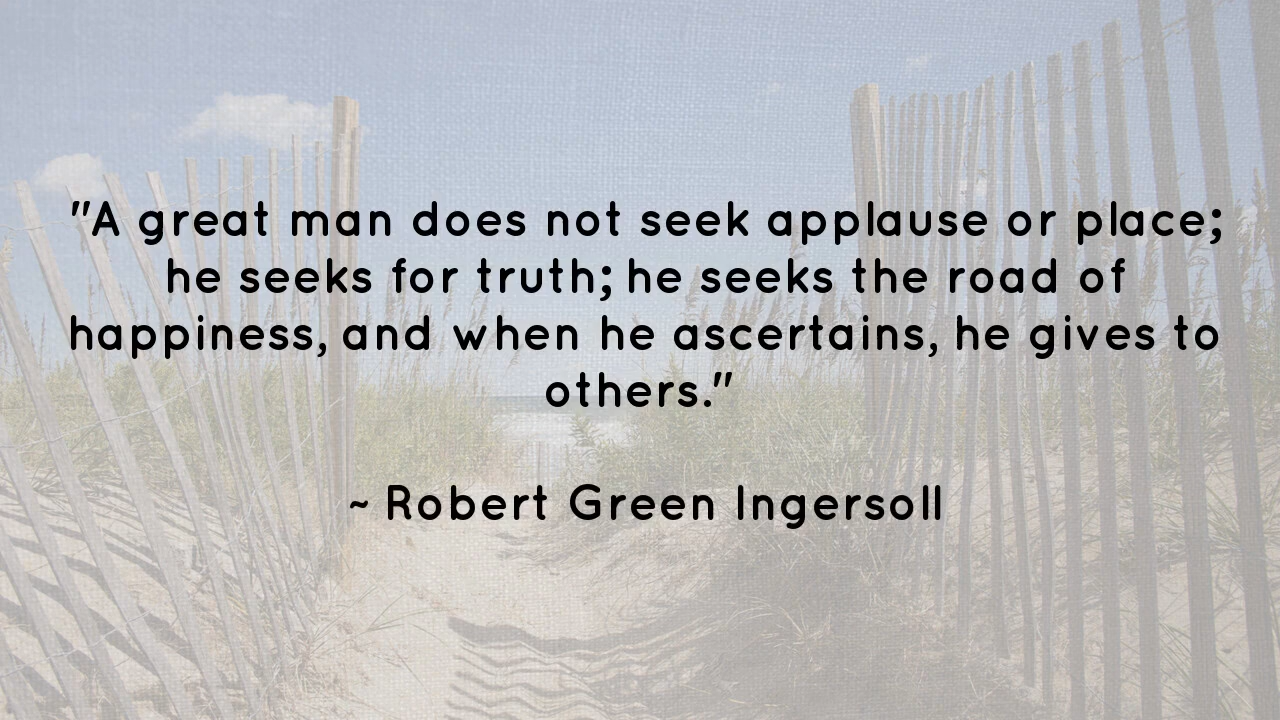 "A great man does not seek applause or place;
he seeks for truth; he seeks the road of
happiness, and when he ascertains, he gives to
others."
~ Robert Green Ingersoll